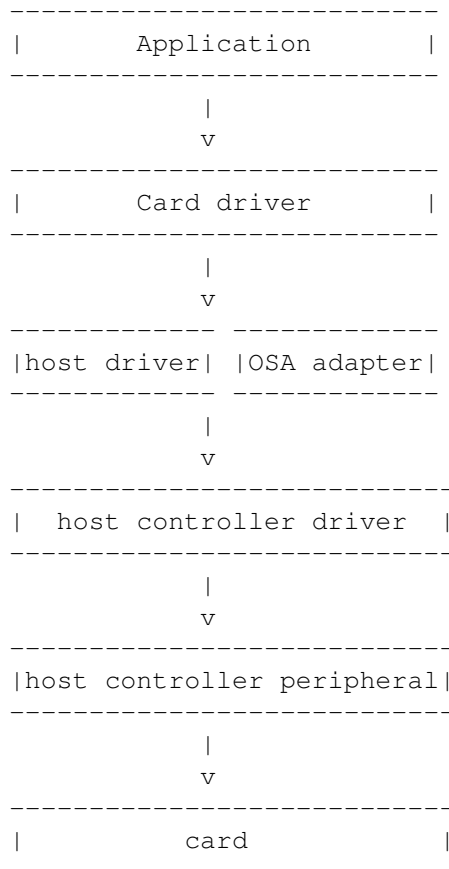 ---------------------------
|       Application       |
---------------------------
            |
            v
---------------------------
|       Card driver       |
---------------------------
            |
            v
------------- -------------
|host driver| |OSA adapter|
------------- -------------
            |
            v
----------------------------
|  host controller driver  |
----------------------------
            |
            v
----------------------------
|host controller peripheral|
----------------------------
            |
            v
----------------------------
|          card            |